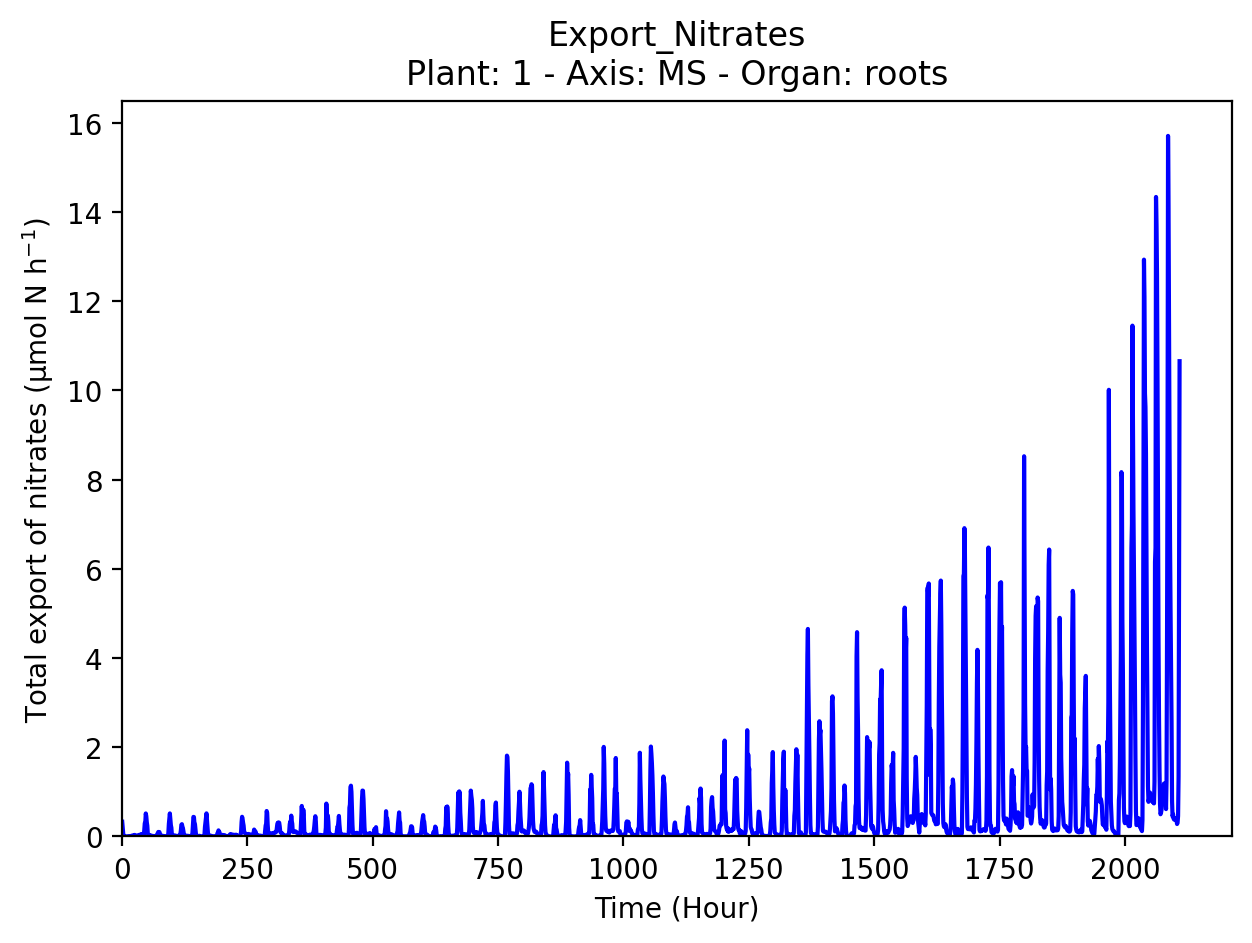 Export_Nitrates
Plant: 1 - Axis: MS - Organ: roots
Total export of nitrates (µmol N h⁻¹)
16
14
12
10
8
6
4
2
0
0 250 500 750 1000 1250 1500 1750 2000
Time (Hour)